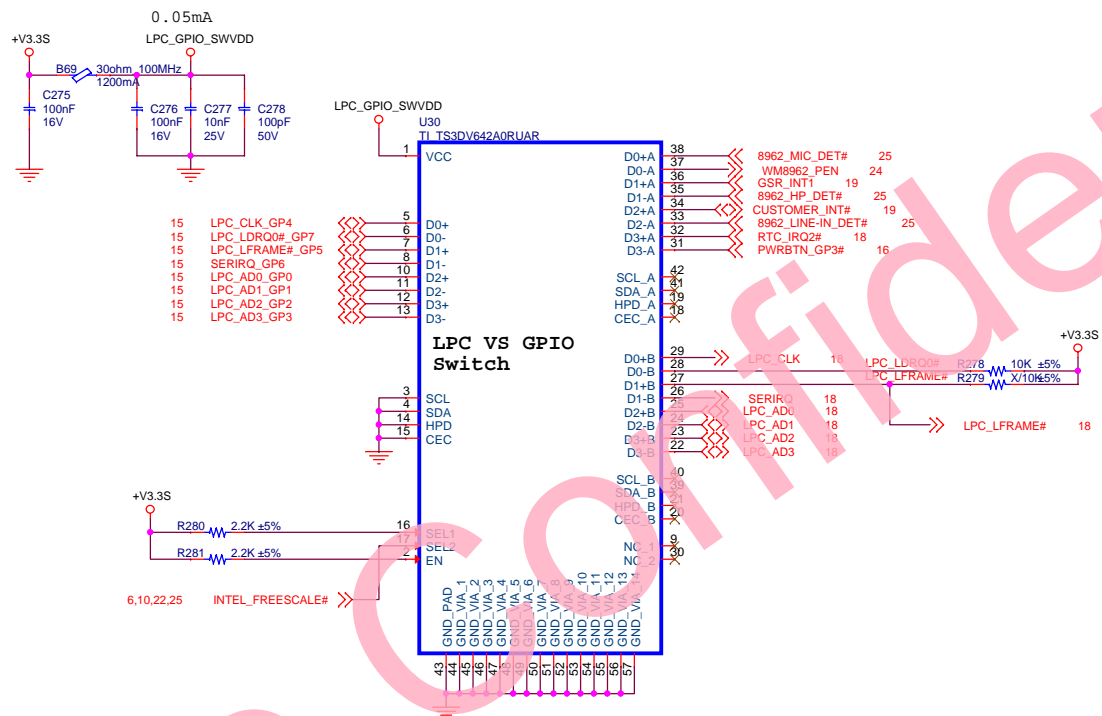 0.05mA
+V3.3S
LPC_GPIO_SWVDD
B69 30ohm_100MHz
1200mA
C275
100nF
16V
C276
100nF
16V
C277
10nF
25V
C278
100pF
50V
LPC_GPIO_SWVDD
U30
TI_TS3DV642A0RUAR
1 VCC
D0+A 38 8962_MIC_DET# 25
D0-A 37 WM8962_PEN 24
D1+A 36 GSR_INT1 19
D1-A 35 8962_HP_DET# 25
D2+A 34 CUSTOMER_INT# 19
D2-A 33 8962_LINE-IN_DET# 25
D3+A 32 RTC_IRQ2# 18
D3-A 31 PWRBTN_GP3# 16
15 LPC_CLK_GP4 5 D0+
15 LPC_LDRQ0#_GP7 6 D0-
15 LPC_LFRAME#_GP5 7 D1+
15 SERIRQ_GP6 8 D1-
15 LPC_AD0_GP0 10 D2+
15 LPC_AD1_GP1 11 D2-
15 LPC_AD2_GP2 12 D3+
15 LPC_AD3_GP3 13 D3-
SCL_A 42
SDA_A 41
HPD_A 19
CEC_A 18
LPC VS GPIO
Switch
+V3.3S
D0+B 29 LPC_CLK 18
D0-B 28 LPC_LDRQ0# R278 10K ±5%
D1+B 27 LPC_LFRAME# R279 X/10K±5%
D1-B 26 SERIRQ 18
D2+B 25 LPC_AD0 18
D2-B 24 LPC_AD1 18
D3+B 23 LPC_AD2 18
D3-B 22 LPC_AD3 18
LPC_LFRAME# 18
3 SCL
4 SDA
14 HPD
15 CEC
SCL_B 40
SDA_B 39
HPD_B 21
CEC_B 20
NC_1 9
NC_2 30
+V3.3S
R280 2.2K ±5% 16 SEL1
17 SEL2
R281 2.2K ±5% 2 EN
6,10,22,25 INTEL_FREESCALE#
GND_PAD 43
GND_VIA_1 44
GND_VIA_2 45
GND_VIA_3 46
GND_VIA_4 47
GND_VIA_5 48
GND_VIA_6 49
GND_VIA_7 50
GND_VIA_8 51
GND_VIA_9 52
GND_VIA_10 53
GND_VIA_11 54
GND_VIA_12 55
GND_VIA_13 56
GND_VIA_14 57
Confide